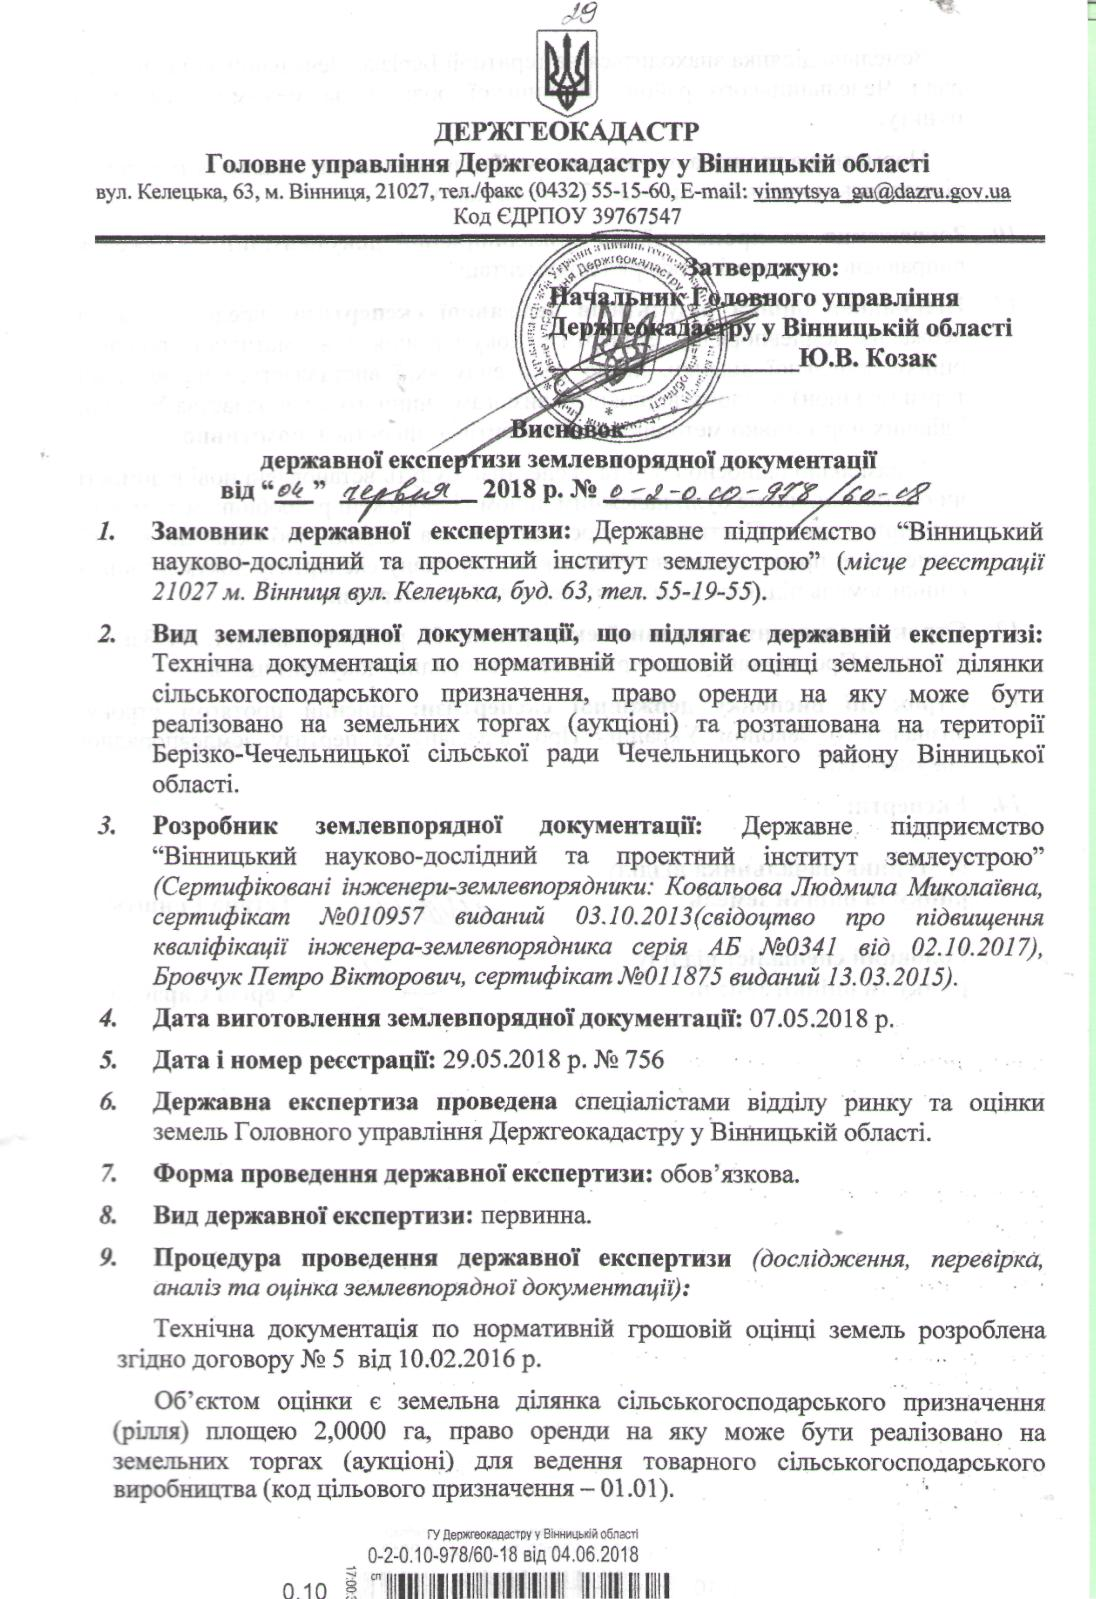 29
ДЕРЖГЕОКАДАСТР
Головне управління Держгеокадастру у Вінницькій області
вул. Келецька, 63, м. Вінниця, 21027, тел./факс (0432) 55-15-60, E-mail: vinnytsya_gu@dazru.gov.ua
Код ЄДРПОУ 39767547
Затверджую:
Начальник Головного управління
Держгеокадастру у Вінницькій області
Ю.В. Козак
Висновок
державної експертизи землевпорядної документації
від “04” червня 2018 р. № 0-2-0.10-978/60-18
1. Замовник державної експертизи: Державне підприємство “Вінницький
науково-дослідний та проектний інститут землеустрою” (місце реєстрації
21027 м. Вінниця вул. Келецька, буд. 63, тел. 55-19-55).
2. Вид землевпорядної документації, що підлягає державній експертизі:
Технічна документація по нормативній грошовій оцінці земельної ділянки
сільськогосподарського призначення, право оренди на яку може бути
реалізовано на земельних торгах (аукціоні) та розташована на території
Берізко-Чечельницької сільської ради Чечельницького району Вінницької
області.
3. Розробник землевпорядної документації: Державне підприємство
“Вінницький науково-дослідний та проектний інститут землеустрою”
(Сертифіковані інженери-землевпорядники: Ковальова Людмила Миколаївна,
сертифікат №010957 виданий 03.10.2013(свідоцтво про підвищення
кваліфікації інженера-землевпорядника серія АБ №0341 від 02.10.2017),
Бровчук Петро Вікторович, сертифікат №011875 виданий 13.03.2015).
4. Дата виготовлення землевпорядної документації: 07.05.2018 р.
5. Дата і номер реєстрації: 29.05.2018 р. № 756
6. Державна експертиза проведена спеціалістами відділу ринку та оцінки
земель Головного управління Держгеокадастру у Вінницькій області.
7. Форма проведення державної експертизи: обов’язкова.
8. Вид державної експертизи: первинна.
9. Процедура проведення державної експертизи (дослідження, перевірка,
аналіз та оцінка землевпорядної документації):
Технічна документація по нормативній грошовій оцінці земель розроблена
згідно договору № 5 від 10.02.2016 р.
Об’єктом оцінки є земельна ділянка сільськогосподарського призначення
(рілля) площею 2,0000 га, право оренди на яку може бути реалізовано на
земельних торгах (аукціоні) для ведення товарного сільськогосподарського
виробництва (код цільового призначення – 01.01).
ГУ Держгеокадастру у Вінницькій області
0-2-0.10-978/60-18 від 04.06.2018
СП
0.10